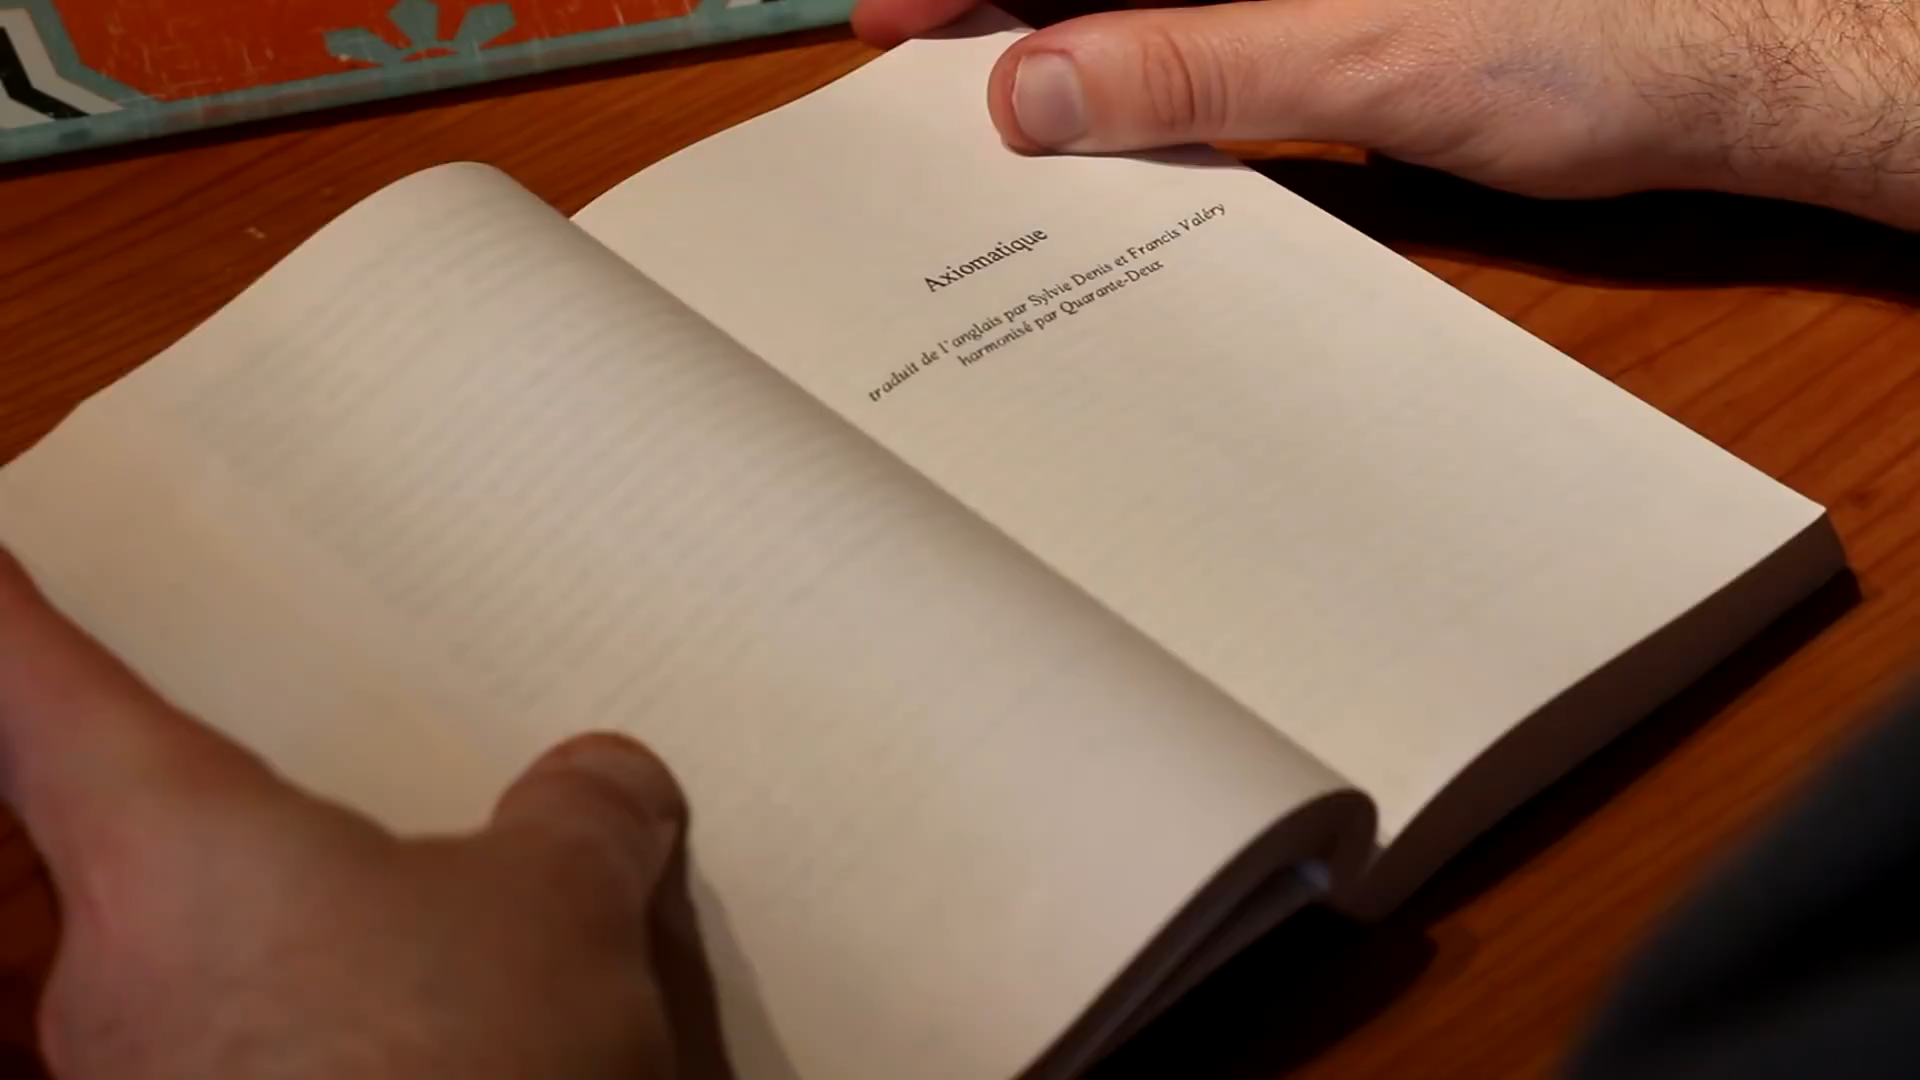 Axiomatique
traduit de l'anglais par Sylvie Denis et Francis Valéry
harmonisé par Quarante-Deux